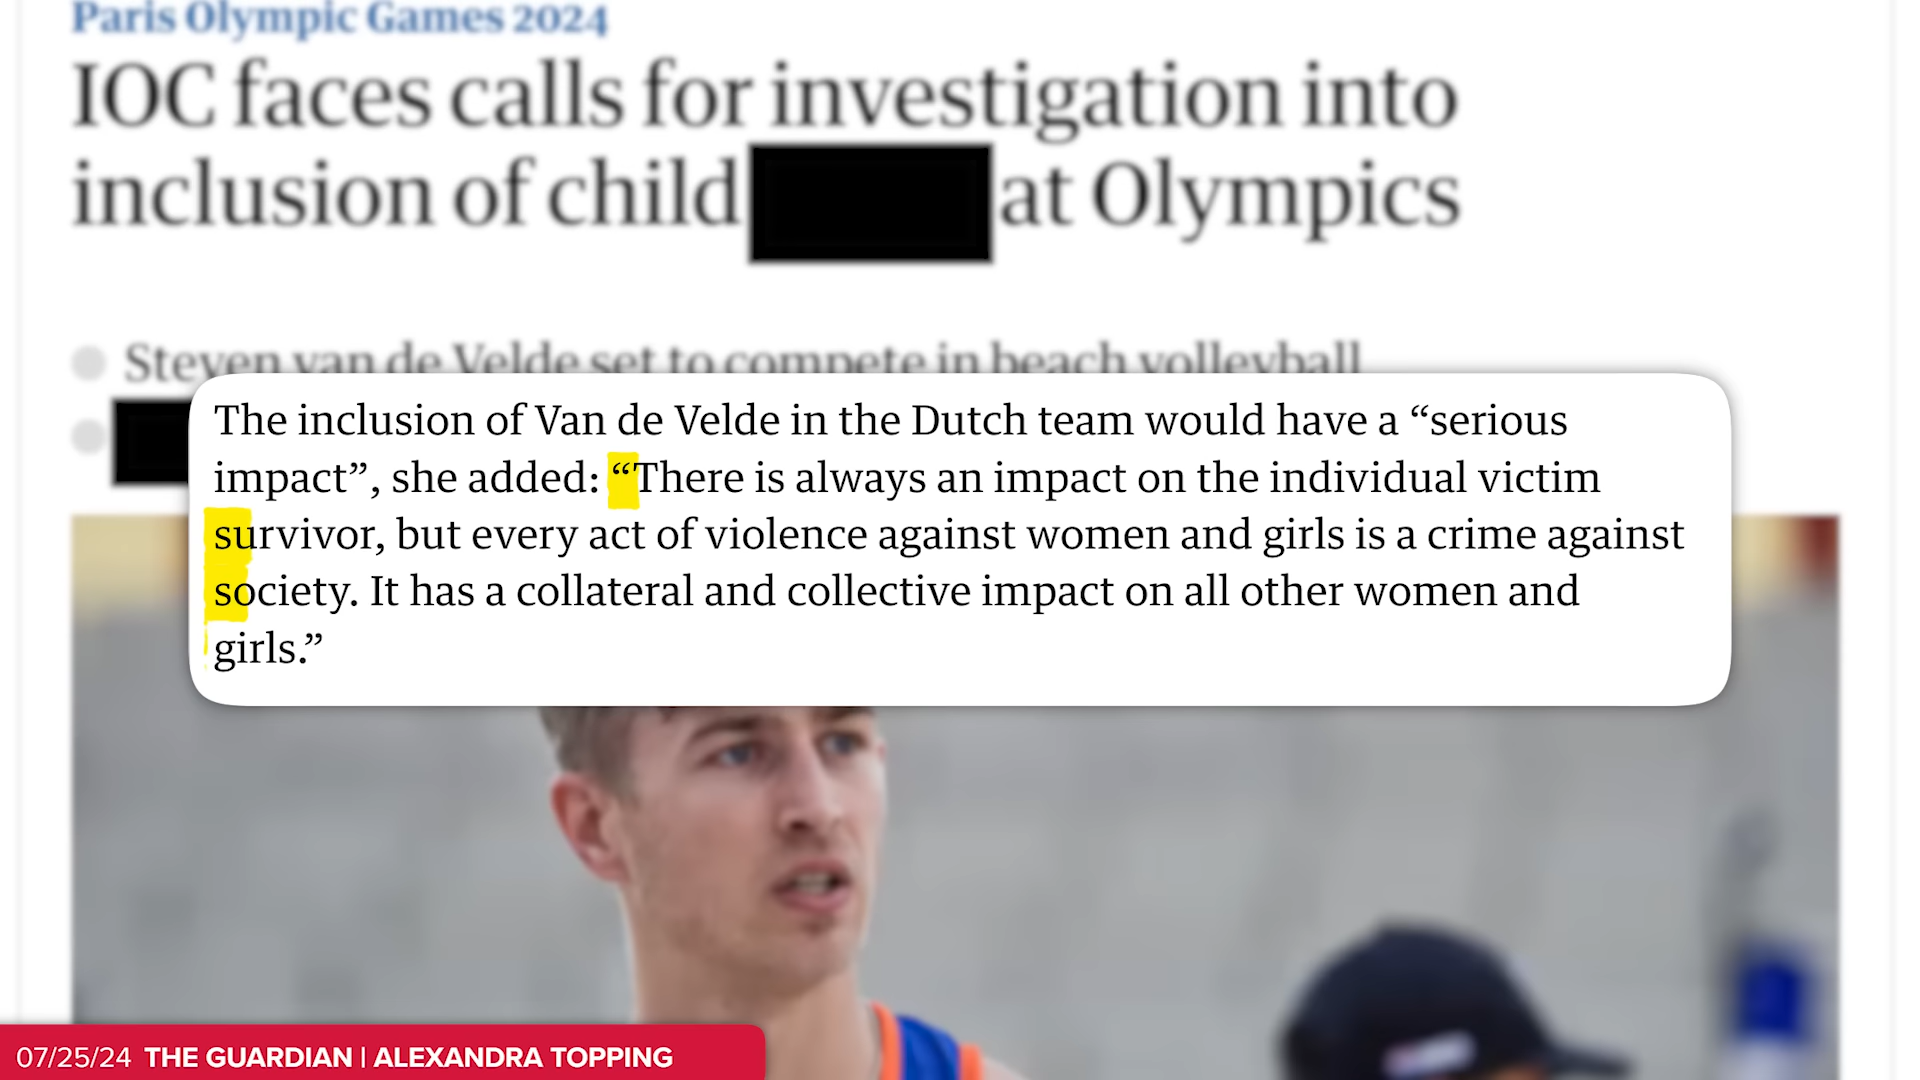 Paris Olympic Games 2024
IOC faces calls for investigation into
inclusion of child at Olympics
Steven van de Velde set to compete in beach volleyball
The inclusion of Van de Velde in the Dutch team would have a “serious
impact”, she added: “There is always an impact on the individual victim
survivor, but every act of violence against women and girls is a crime against
society. It has a collateral and collective impact on all other women and
girls.”
07/25/24 THE GUARDIAN | ALEXANDRA TOPPING